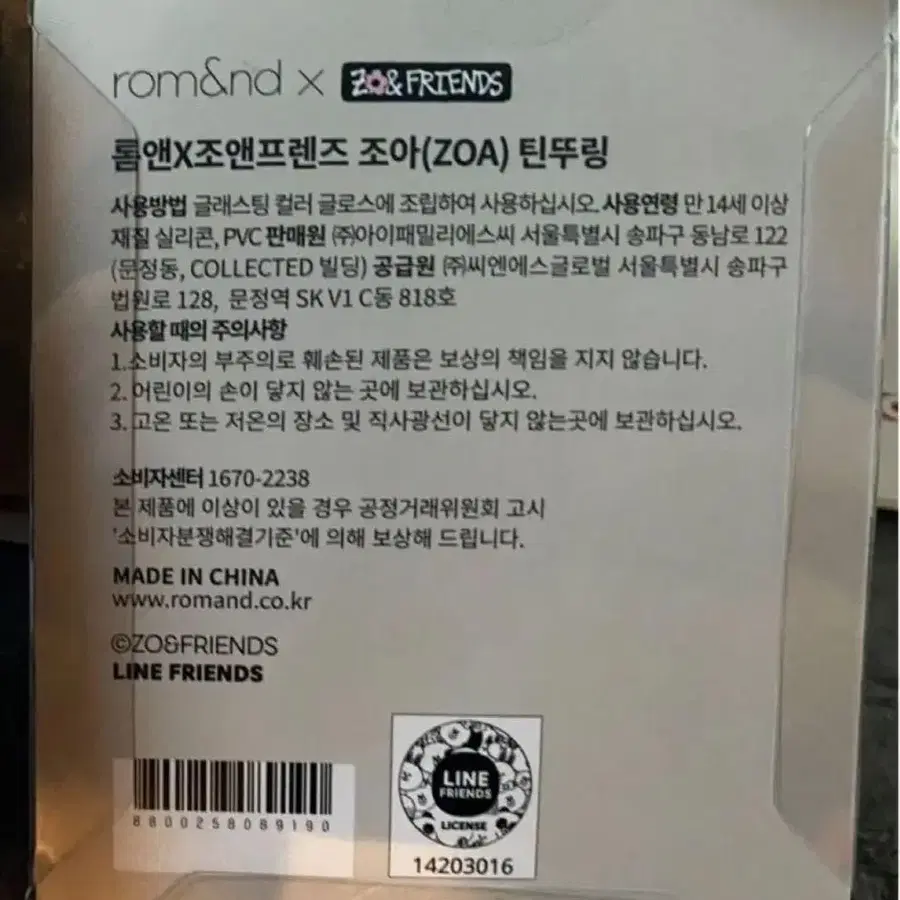 rom&nd X ZO&FRIENDS
롬앤X조앤프렌즈 조아(ZOA) 틴뚜링
사용방법 글래스팅 컬러 글로스에 조립하여 사용하십시오. 사용연령 만 14세 이상
재질 실리콘, PVC 판매원 ㈜아이패밀리에스씨 서울특별시 송파구 동남로 122
(문정동, COLLECTED 빌딩) 공급원 ㈜씨엔에스글로벌 서울특별시 송파구
법원로 128, 문정역 SK V1 C동 818호
사용할 때의 주의사항
1.소비자의 부주의로 훼손된 제품은 보상의 책임을 지지 않습니다.
2. 어린이의 손이 닿지 않는 곳에 보관하십시오.
3. 고온 또는 저온의 장소 및 직사광선이 닿지 않는곳에 보관하십시오.
소비자센터 1670-2238
본 제품에 이상이 있을 경우 공정거래위원회 고시
'소비자분쟁해결기준'에 의해 보상해 드립니다.
MADE IN CHINA
www.romand.co.kr
©ZO&FRIENDS
LINE FRIENDS
LINE
FRIENDS
LICENSE
8800258089190
14203016